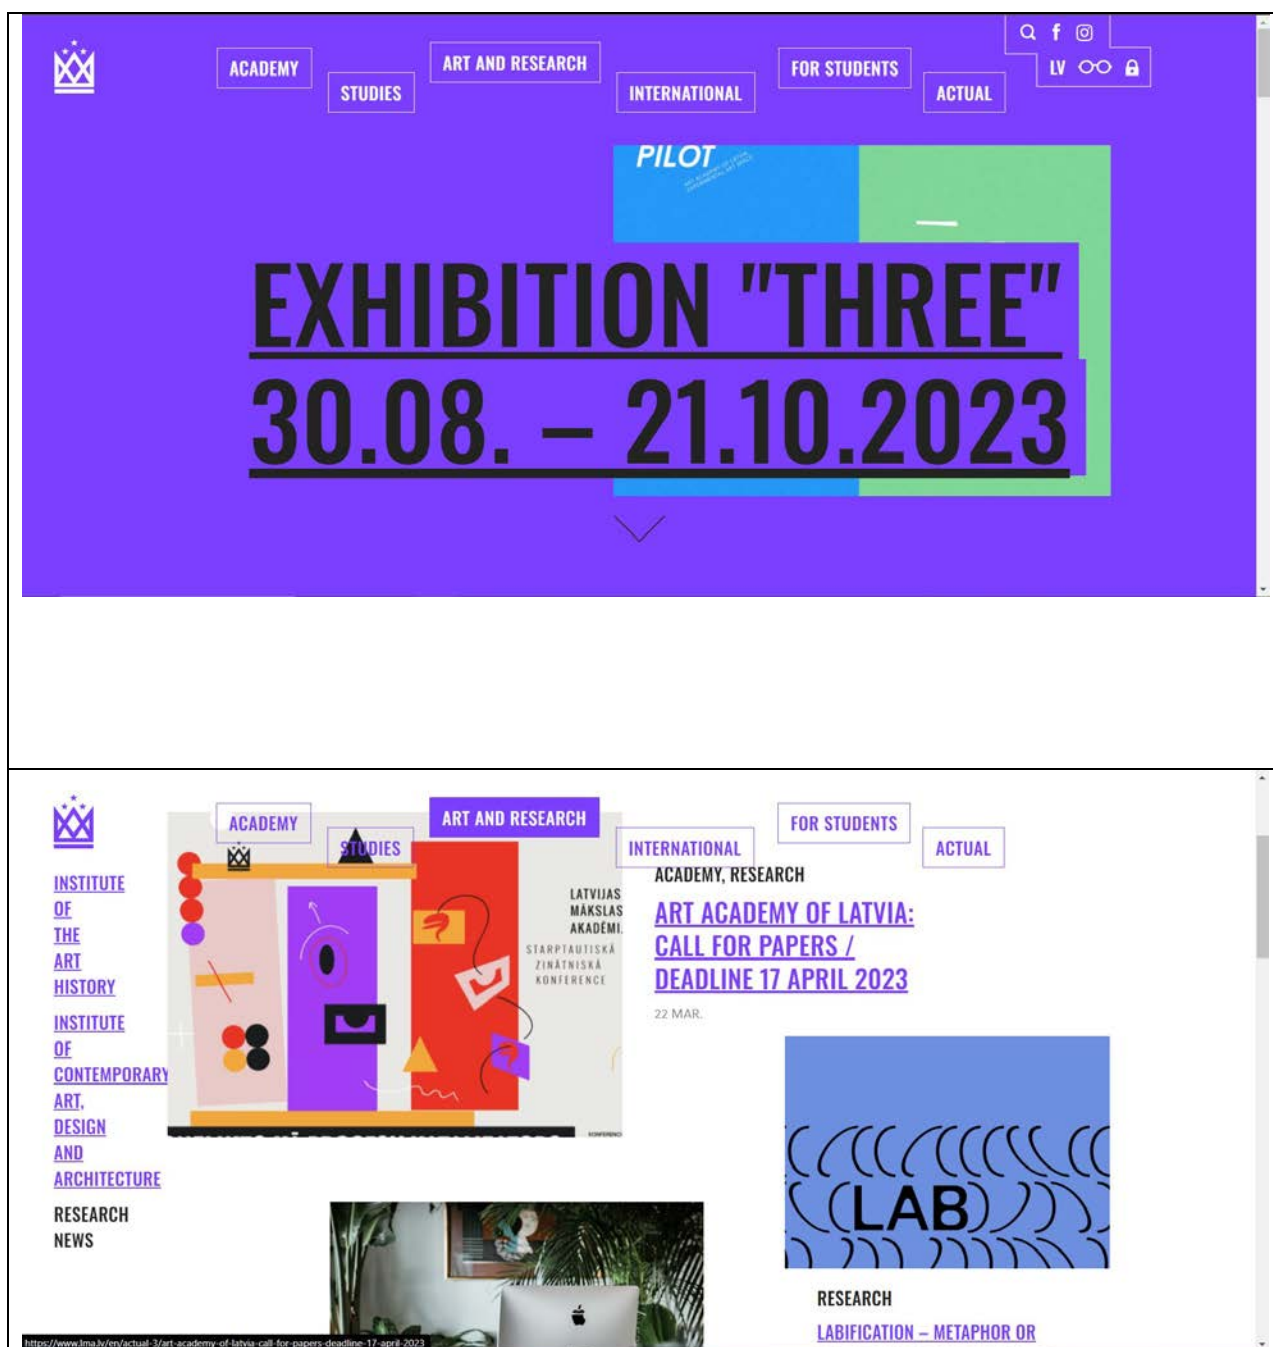 ACADEMY
STUDIES
ART AND RESEARCH
INTERNATIONAL
FOR STUDENTS
ACTUAL
LV
PILOT
EXHIBITION "THREE"
30.08. – 21.10.2023
ACADEMY
STUDIES
ART AND RESEARCH
INTERNATIONAL
FOR STUDENTS
ACTUAL
INSTITUTE
OF
THE
ART
HISTORY
INSTITUTE
OF
CONTEMPORARY
ART,
DESIGN
AND
ARCHITECTURE
RESEARCH
NEWS
LATVIJAS
MĀKSLAS
AKADĒMI
STARPTAUTISKĀ
ZINĀTNISKĀ
KONFERENCE
ACADEMY, RESEARCH
ART ACADEMY OF LATVIA:
CALL FOR PAPERS /
DEADLINE 17 APRIL 2023
22 MAR.
(LAB)
RESEARCH
LABIFICATION – METAPHOR OR
https://www.lma.lv/en/actual-3/art-academy-of-latvia-call-for-papers-deadline-17-april-2023